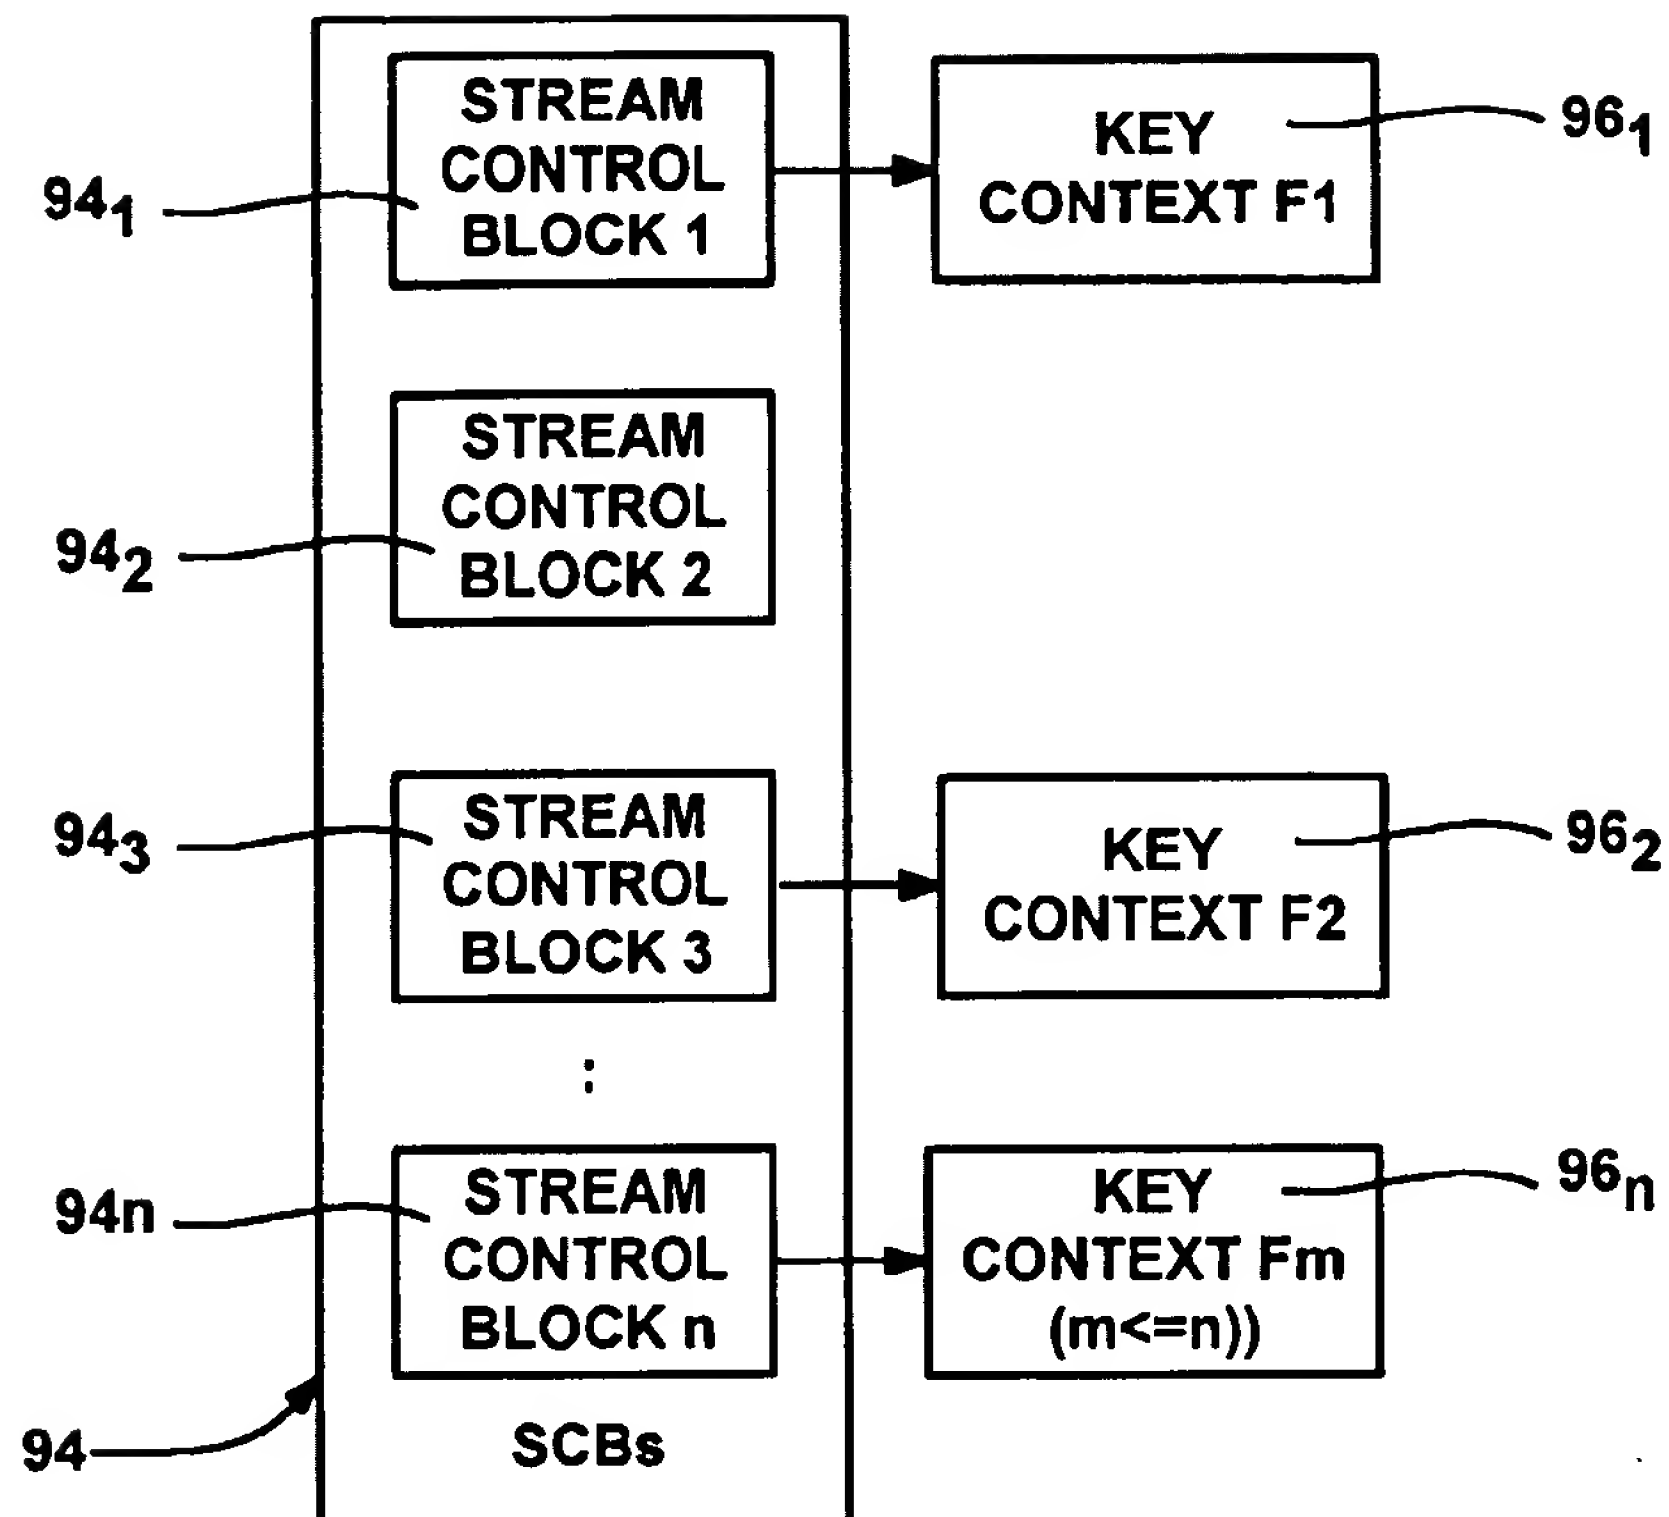 STREAM
CONTROL
BLOCK 1
94₁
KEY
CONTEXT F1
96₁
STREAM
CONTROL
BLOCK 2
94₂
STREAM
CONTROL
BLOCK 3
94₃
KEY
CONTEXT F2
96₂
:
STREAM
CONTROL
BLOCK n
94n
KEY
CONTEXT Fm
(m<=n))
96ₙ
94
SCBs